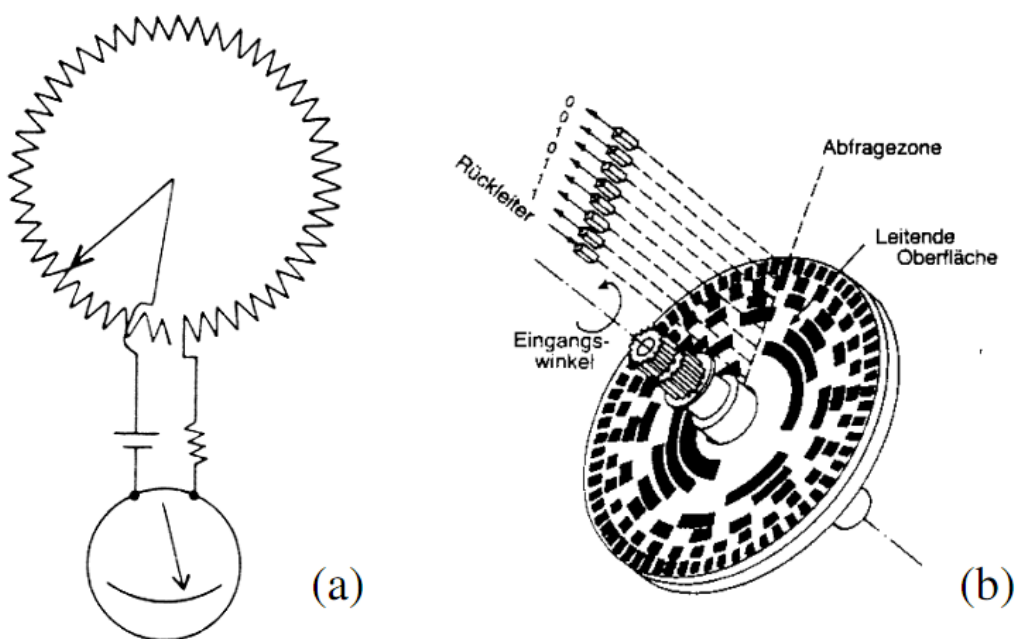 0
0
1
0
1
1
1
Rückleiter
Abfragezone
Leitende
Oberfläche
Eingangs-
winkel
(a)
(b)